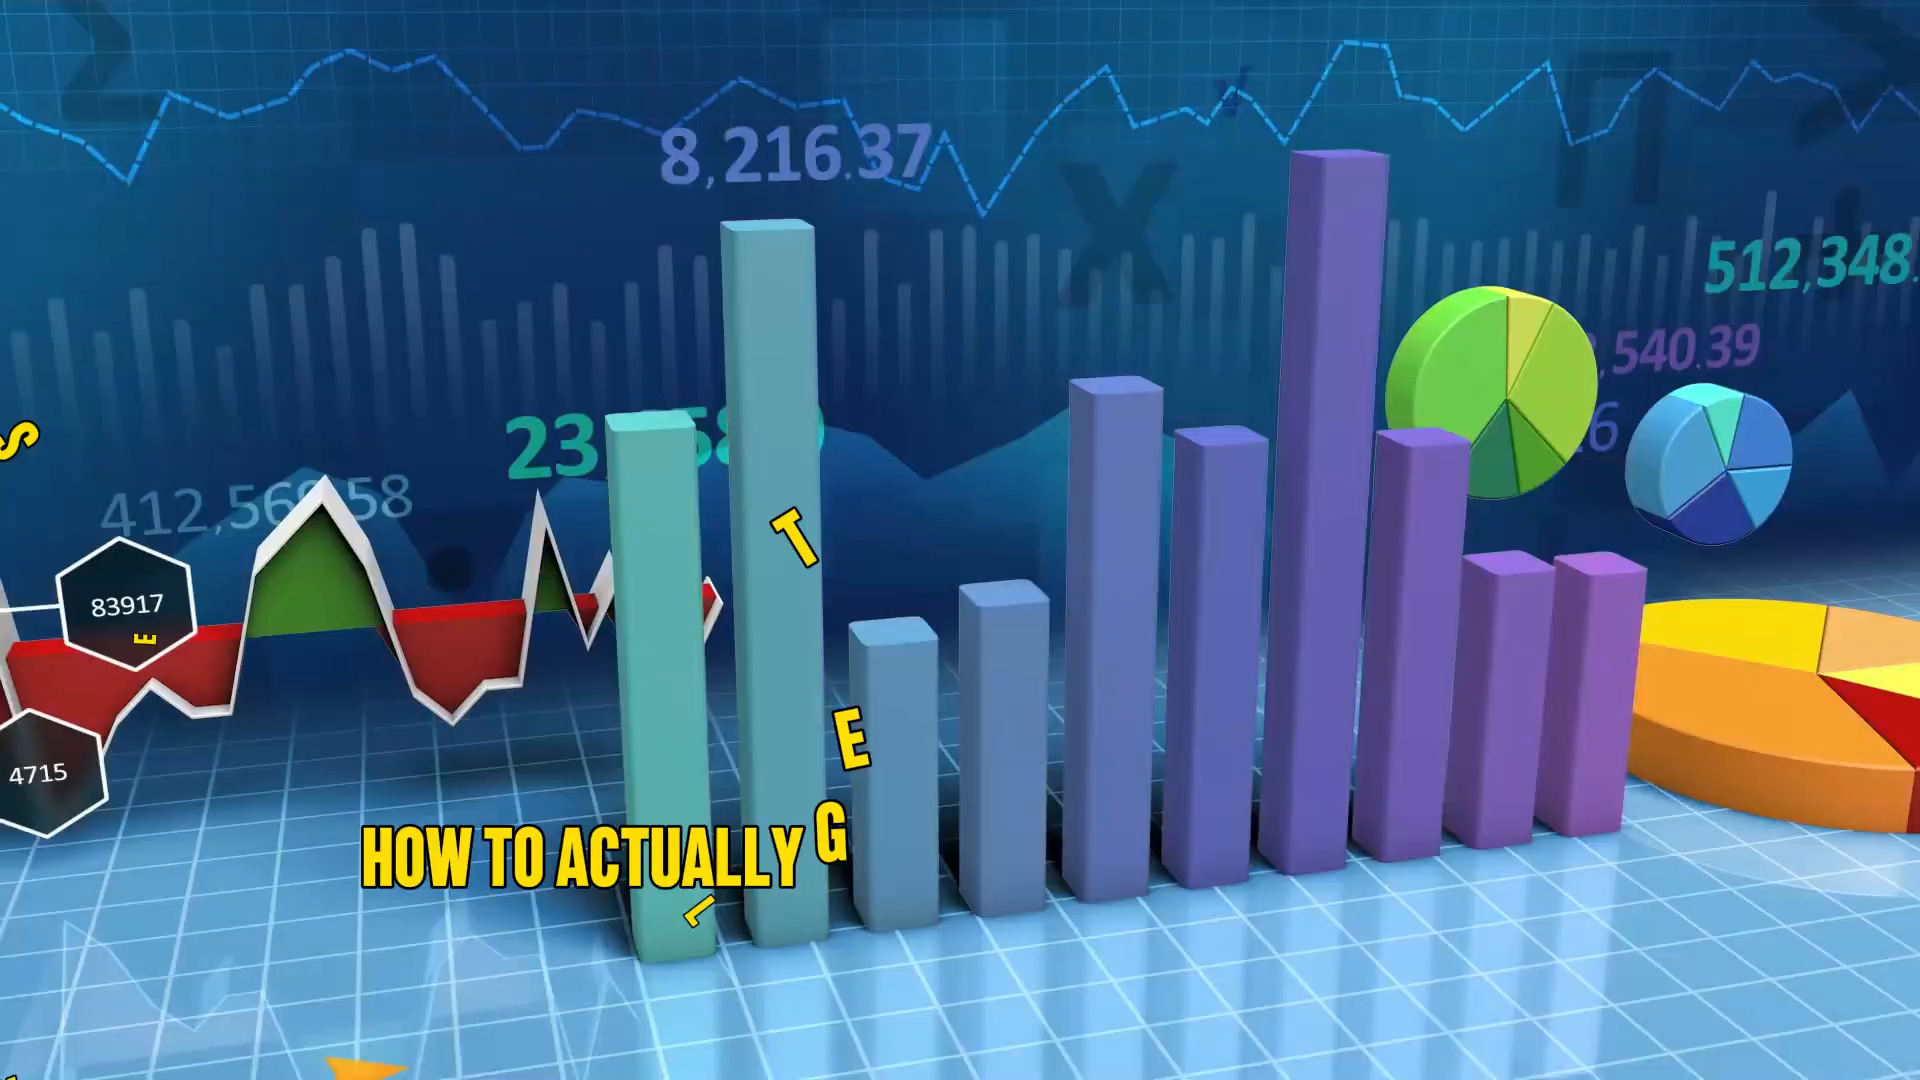 8,216.37
512,348.
,540.39
23
412,56
58
83917
4715
S
T
E
E
HOW TO ACTUALLY G
L